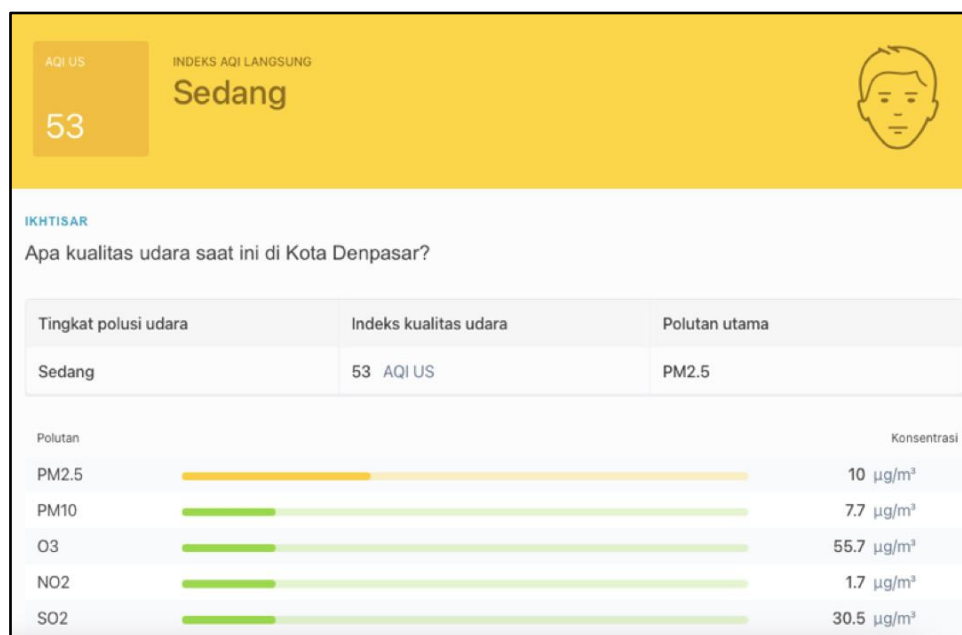 AQI US
53
INDEKS AQI LANGSUNG
Sedang
IKHTISAR
Apa kualitas udara saat ini di Kota Denpasar?
Tingkat polusi udara Indeks kualitas udara Polutan utama
Sedang 53 AQI US PM2.5
Polutan Konsentrasi
PM2.5 10 µg/m³
PM10 7.7 µg/m³
O3 55.7 µg/m³
NO2 1.7 µg/m³
SO2 30.5 µg/m³